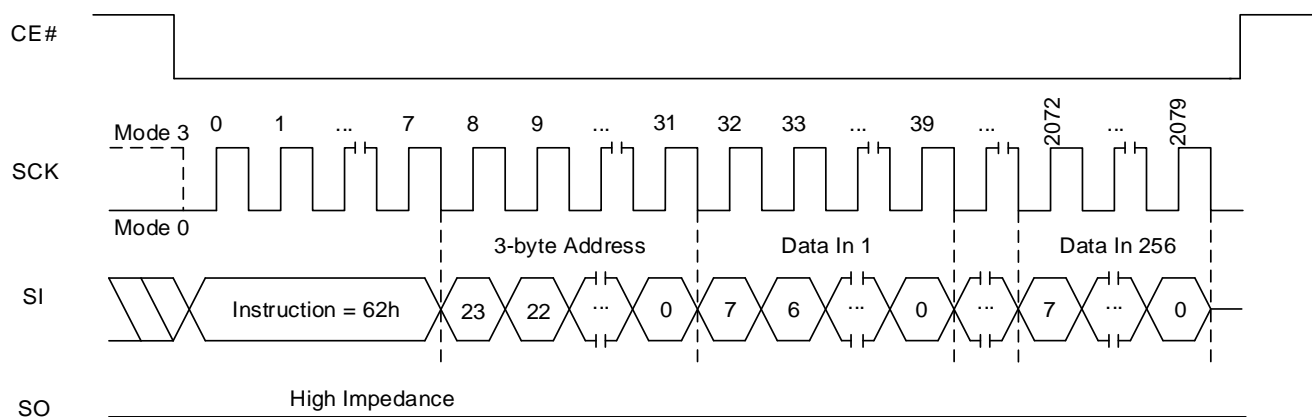 CE#
0 1 ... 7 8 9 ... 31 32 33 ... 39 ... 2072 ... 2079
Mode 3
SCK
Mode 0
3-byte Address Data In 1 Data In 256
SI Instruction = 62h 23 22 ... 0 7 6 ... 0 ... 7 ... 0
High Impedance
SO